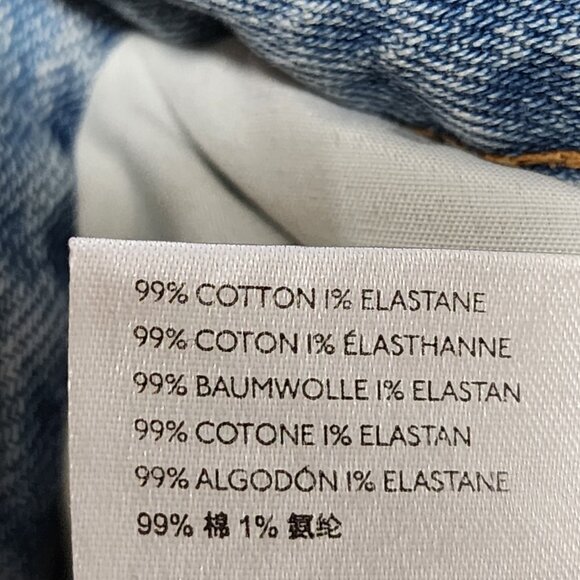 99% COTTON 1% ELASTANE
99% COTON 1% ÉLASTHANNE
99% BAUMWOLLE 1% ELASTAN
99% COTONE 1% ELASTAN
99% ALGODÓN 1% ELASTANE
99% 棉 1% 氨纶